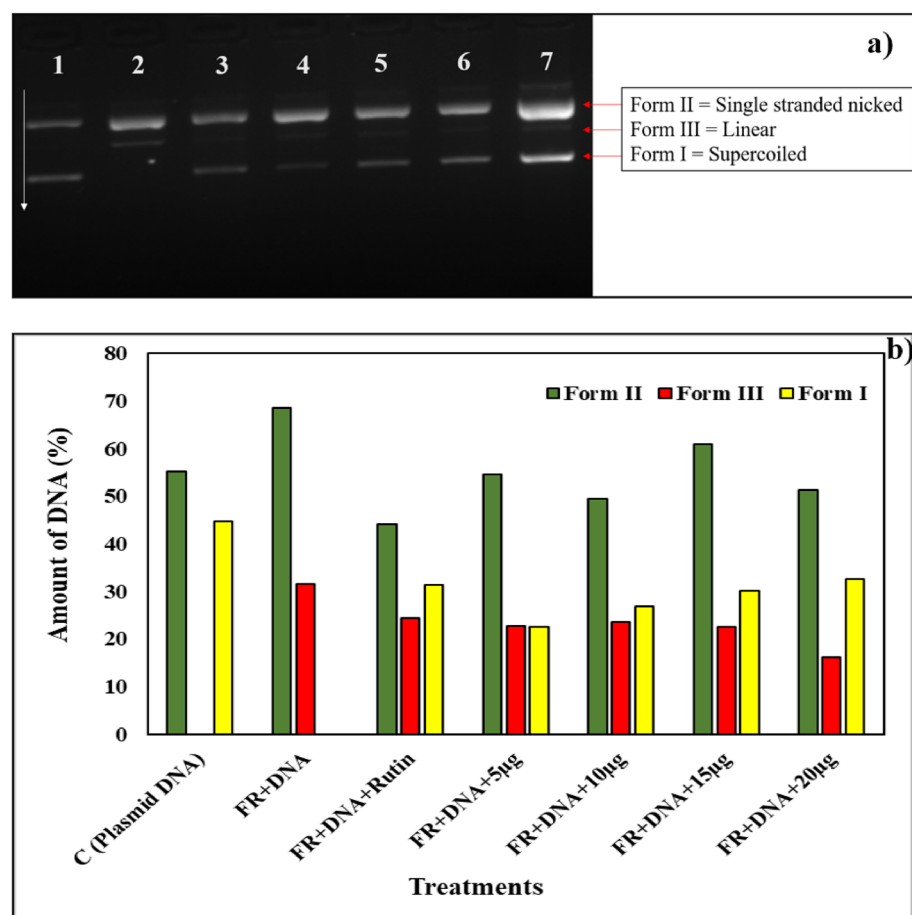 a)
1 2 3 4 5 6 7
Form II = Single stranded nicked
Form III = Linear
Form I = Supercoiled
b)
80
70
60
50
40
30
20
10
0
Amount of DNA (%)
Form II Form III Form I
C (Plasmid DNA)
FR+DNA
FR+DNA+Rutin
FR+DNA+5µg
FR+DNA+10µg
FR+DNA+15µg
FR+DNA+20µg
Treatments